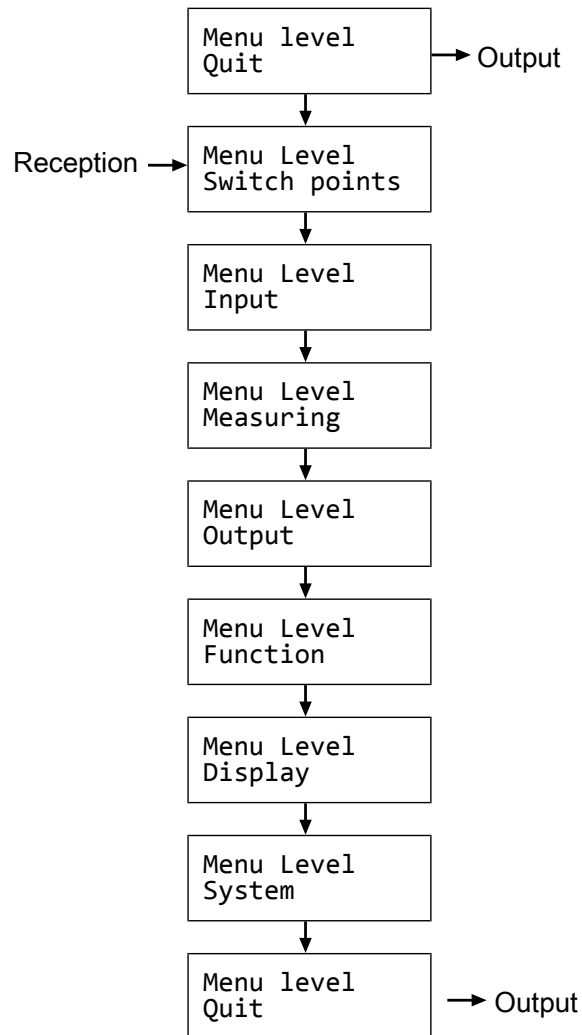 Menu level
Quit
Output
Reception
Menu Level
Switch points
Menu Level
Input
Menu Level
Measuring
Menu Level
Output
Menu Level
Function
Menu Level
Display
Menu Level
System
Menu level
Quit
Output